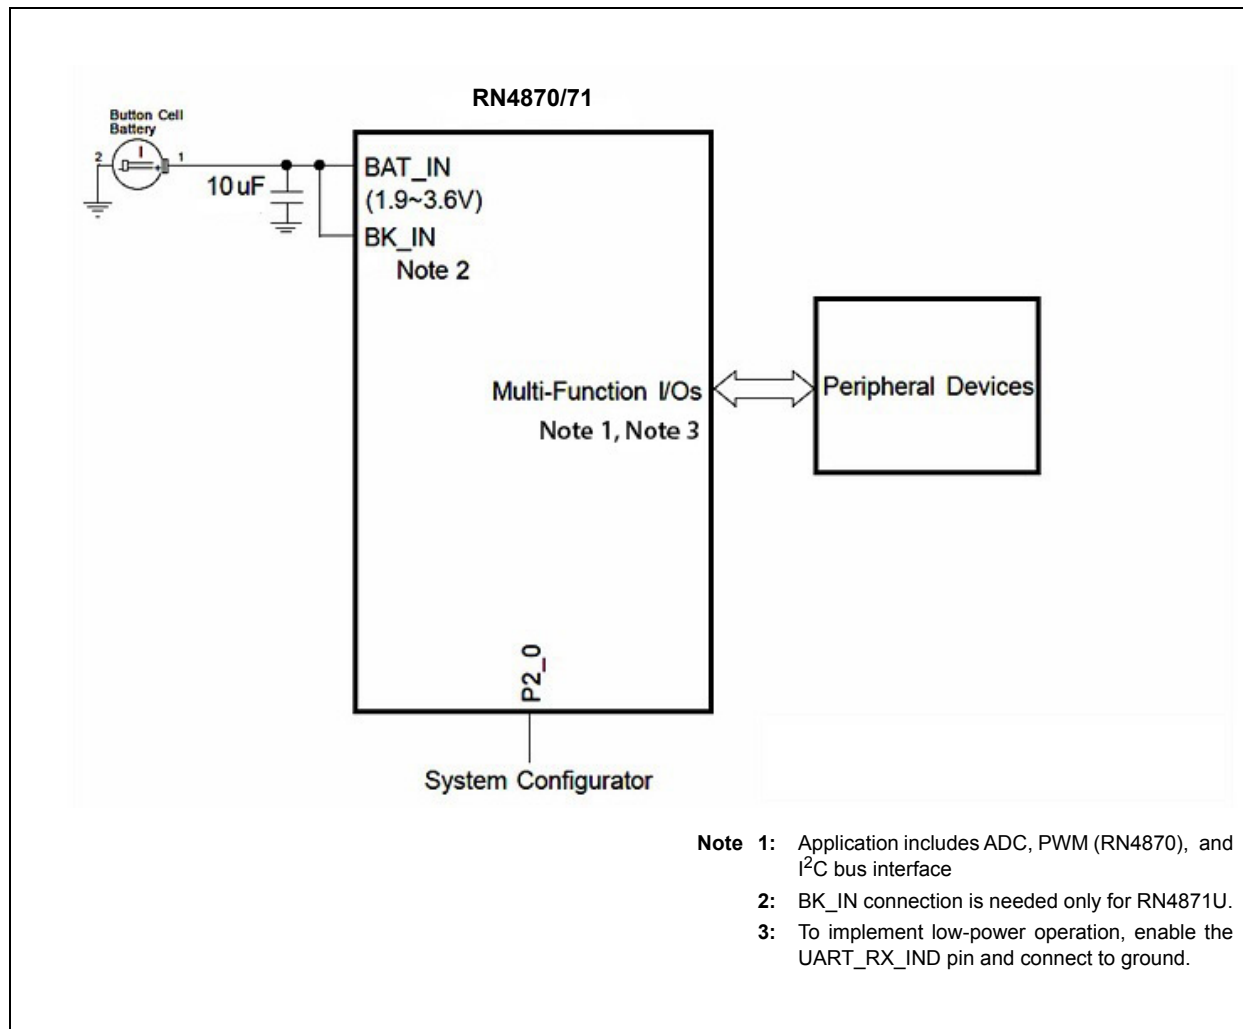 RN4870/71
Button Cell
Battery
2
1
10uF
BAT_IN
(1.9~3.6V)
BK_IN
Note 2
Multi-Function I/Os
Note 1, Note 3
Peripheral Devices
P2_0
System Configurator
Note 1: Application includes ADC, PWM (RN4870), and
I2C bus interface
2: BK_IN connection is needed only for RN4871U.
3: To implement low-power operation, enable the
UART_RX_IND pin and connect to ground.